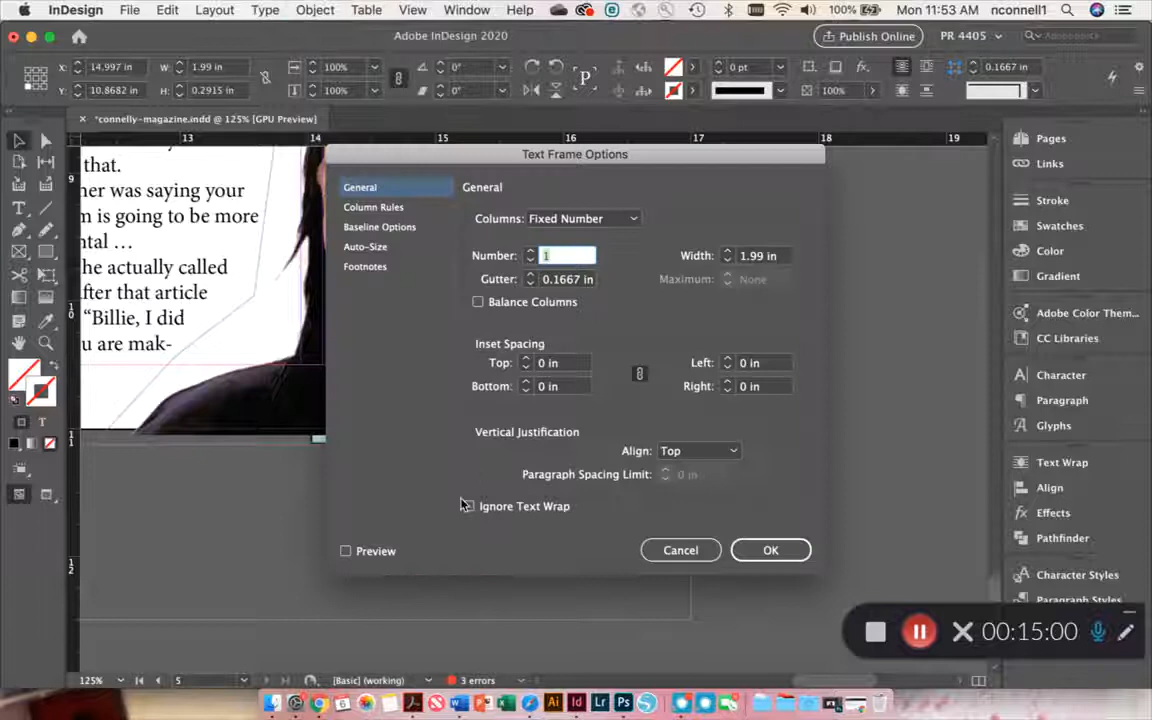 InDesign File Edit Layout Type Object Table View Window Help 100% Mon 11:53 AM nconnell1
Adobe InDesign 2020 Publish Online PR 4405
X: 14.997 in W: 1.99 in 100% 0° P 0 pt fx. 0.1667 in
Y: 10.8682 in H: 0.2915 in 100% 0° 100%
× *connelly-magazine.indd @ 125% [GPU Preview]
13 14 15 16 17 18 19
that.
ner was saying your
m is going to be more
ntal …
he actually called
fter that article
“Billie, I did
u are mak-
9
10
11
12
Text Frame Options
General
Column Rules
Baseline Options
Auto-Size
Footnotes
General
Columns: Fixed Number
Number: 1 Width: 1.99 in
Gutter: 0.1667 in Maximum: None
Balance Columns
Inset Spacing
Top: 0 in Left: 0 in
Bottom: 0 in Right: 0 in
Vertical Justification
Align: Top
Paragraph Spacing Limit: 0 in
Ignore Text Wrap
Preview Cancel OK
Pages
Links
Stroke
Swatches
Color
Gradient
Adobe Color Them...
CC Libraries
Character
Paragraph
Glyphs
Text Wrap
Align
Effects
Pathfinder
Character Styles
Paragraph Styles
00:15:00
125% 5 [Basic] (working) 3 errors